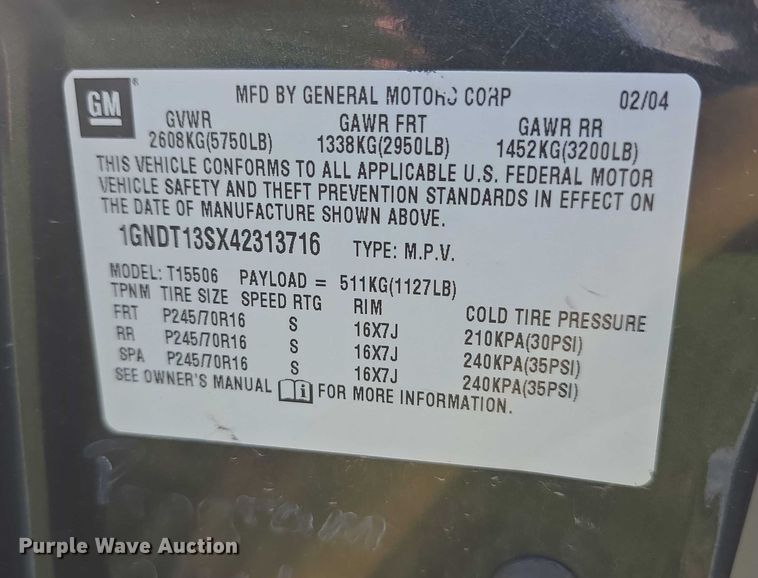 GM
MFD BY GENERAL MOTORS CORP 02/04
GVWR GAWR FRT GAWR RR
2608KG(5750LB) 1338KG(2950LB) 1452KG(3200LB)
THIS VEHICLE CONFORMS TO ALL APPLICABLE U.S. FEDERAL MOTOR
VEHICLE SAFETY AND THEFT PREVENTION STANDARDS IN EFFECT ON
THE DATE OF MANUFACTURE SHOWN ABOVE.
1GNDT13SX42313716 TYPE: M.P.V.
MODEL: T15506 PAYLOAD = 511KG(1127LB)
TPNM TIRE SIZE SPEED RTG RIM COLD TIRE PRESSURE
FRT P245/70R16 S 16X7J 210KPA(30PSI)
RR P245/70R16 S 16X7J 240KPA(35PSI)
SPA P245/70R16 S 16X7J 240KPA(35PSI)
SEE OWNER'S MANUAL FOR MORE INFORMATION.
Purple Wave Auction